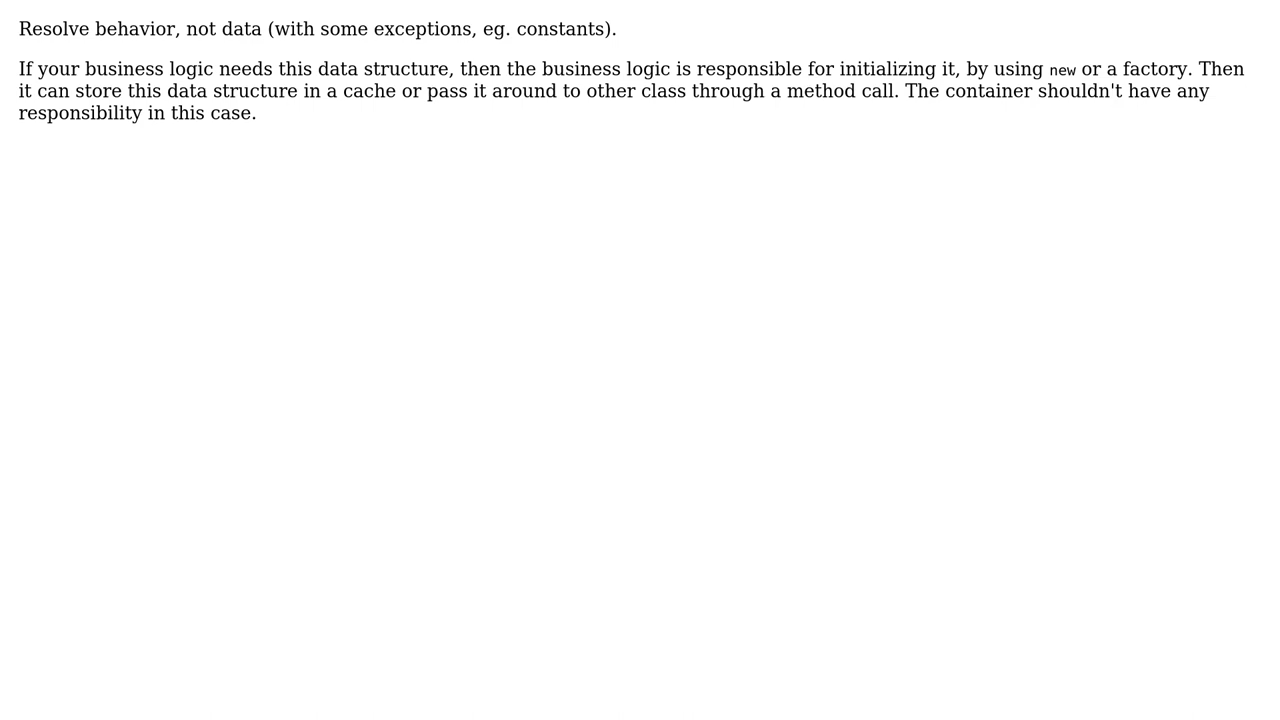 Resolve behavior, not data (with some exceptions, eg. constants).
If your business logic needs this data structure, then the business logic is responsible for initializing it, by using new or a factory. Then
it can store this data structure in a cache or pass it around to other class through a method call. The container shouldn't have any
responsibility in this case.